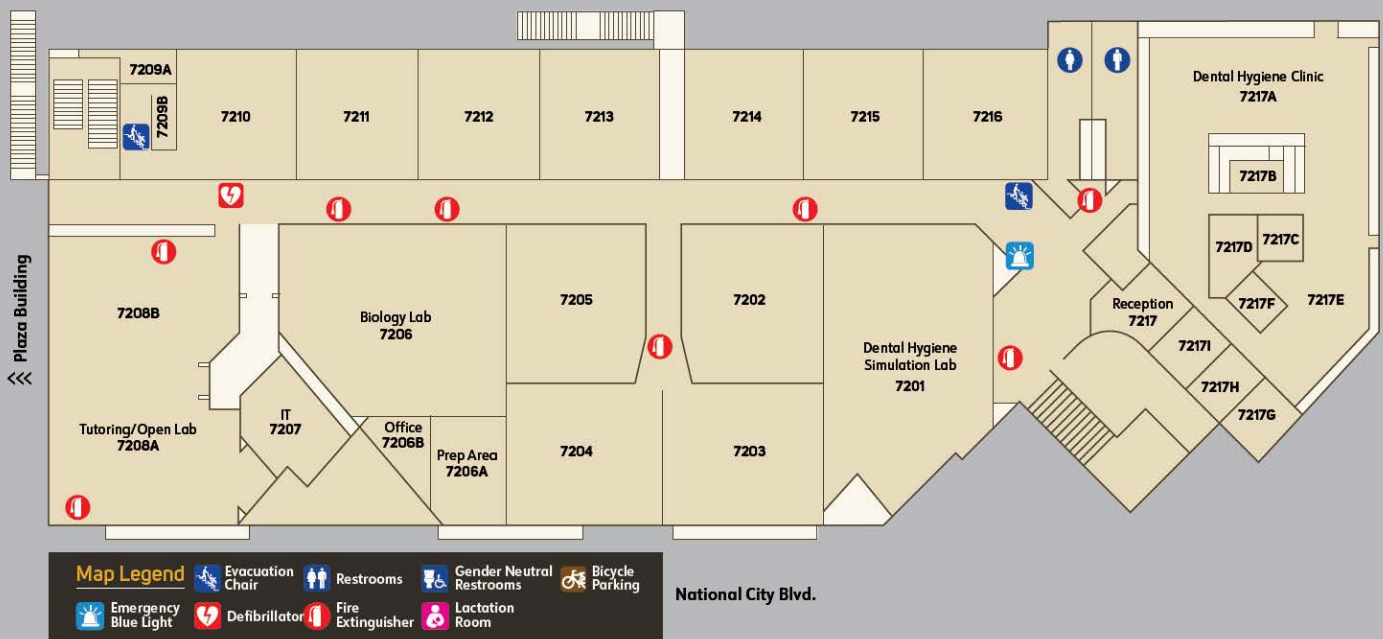 7209A
7209B
7210
7211
7212
7213
7214
7215
7216
Dental Hygiene Clinic
7217A
7217B
7217C
7217D
7217E
7217F
Reception
7217
7217I
7217H
7217G
Plaza Building
7208B
Biology Lab
7206
7205
7202
Dental Hygiene
Simulation Lab
7201
Tutoring/Open Lab
7208A
IT
7207
Office
7206B
Prep Area
7206A
7204
7203
Map Legend
Evacuation
Chair
Restrooms
Gender Neutral
Restrooms
Bicycle
Parking
Emergency
Blue Light
Defibrillator
Fire
Extinguisher
Lactation
Room
National City Blvd.